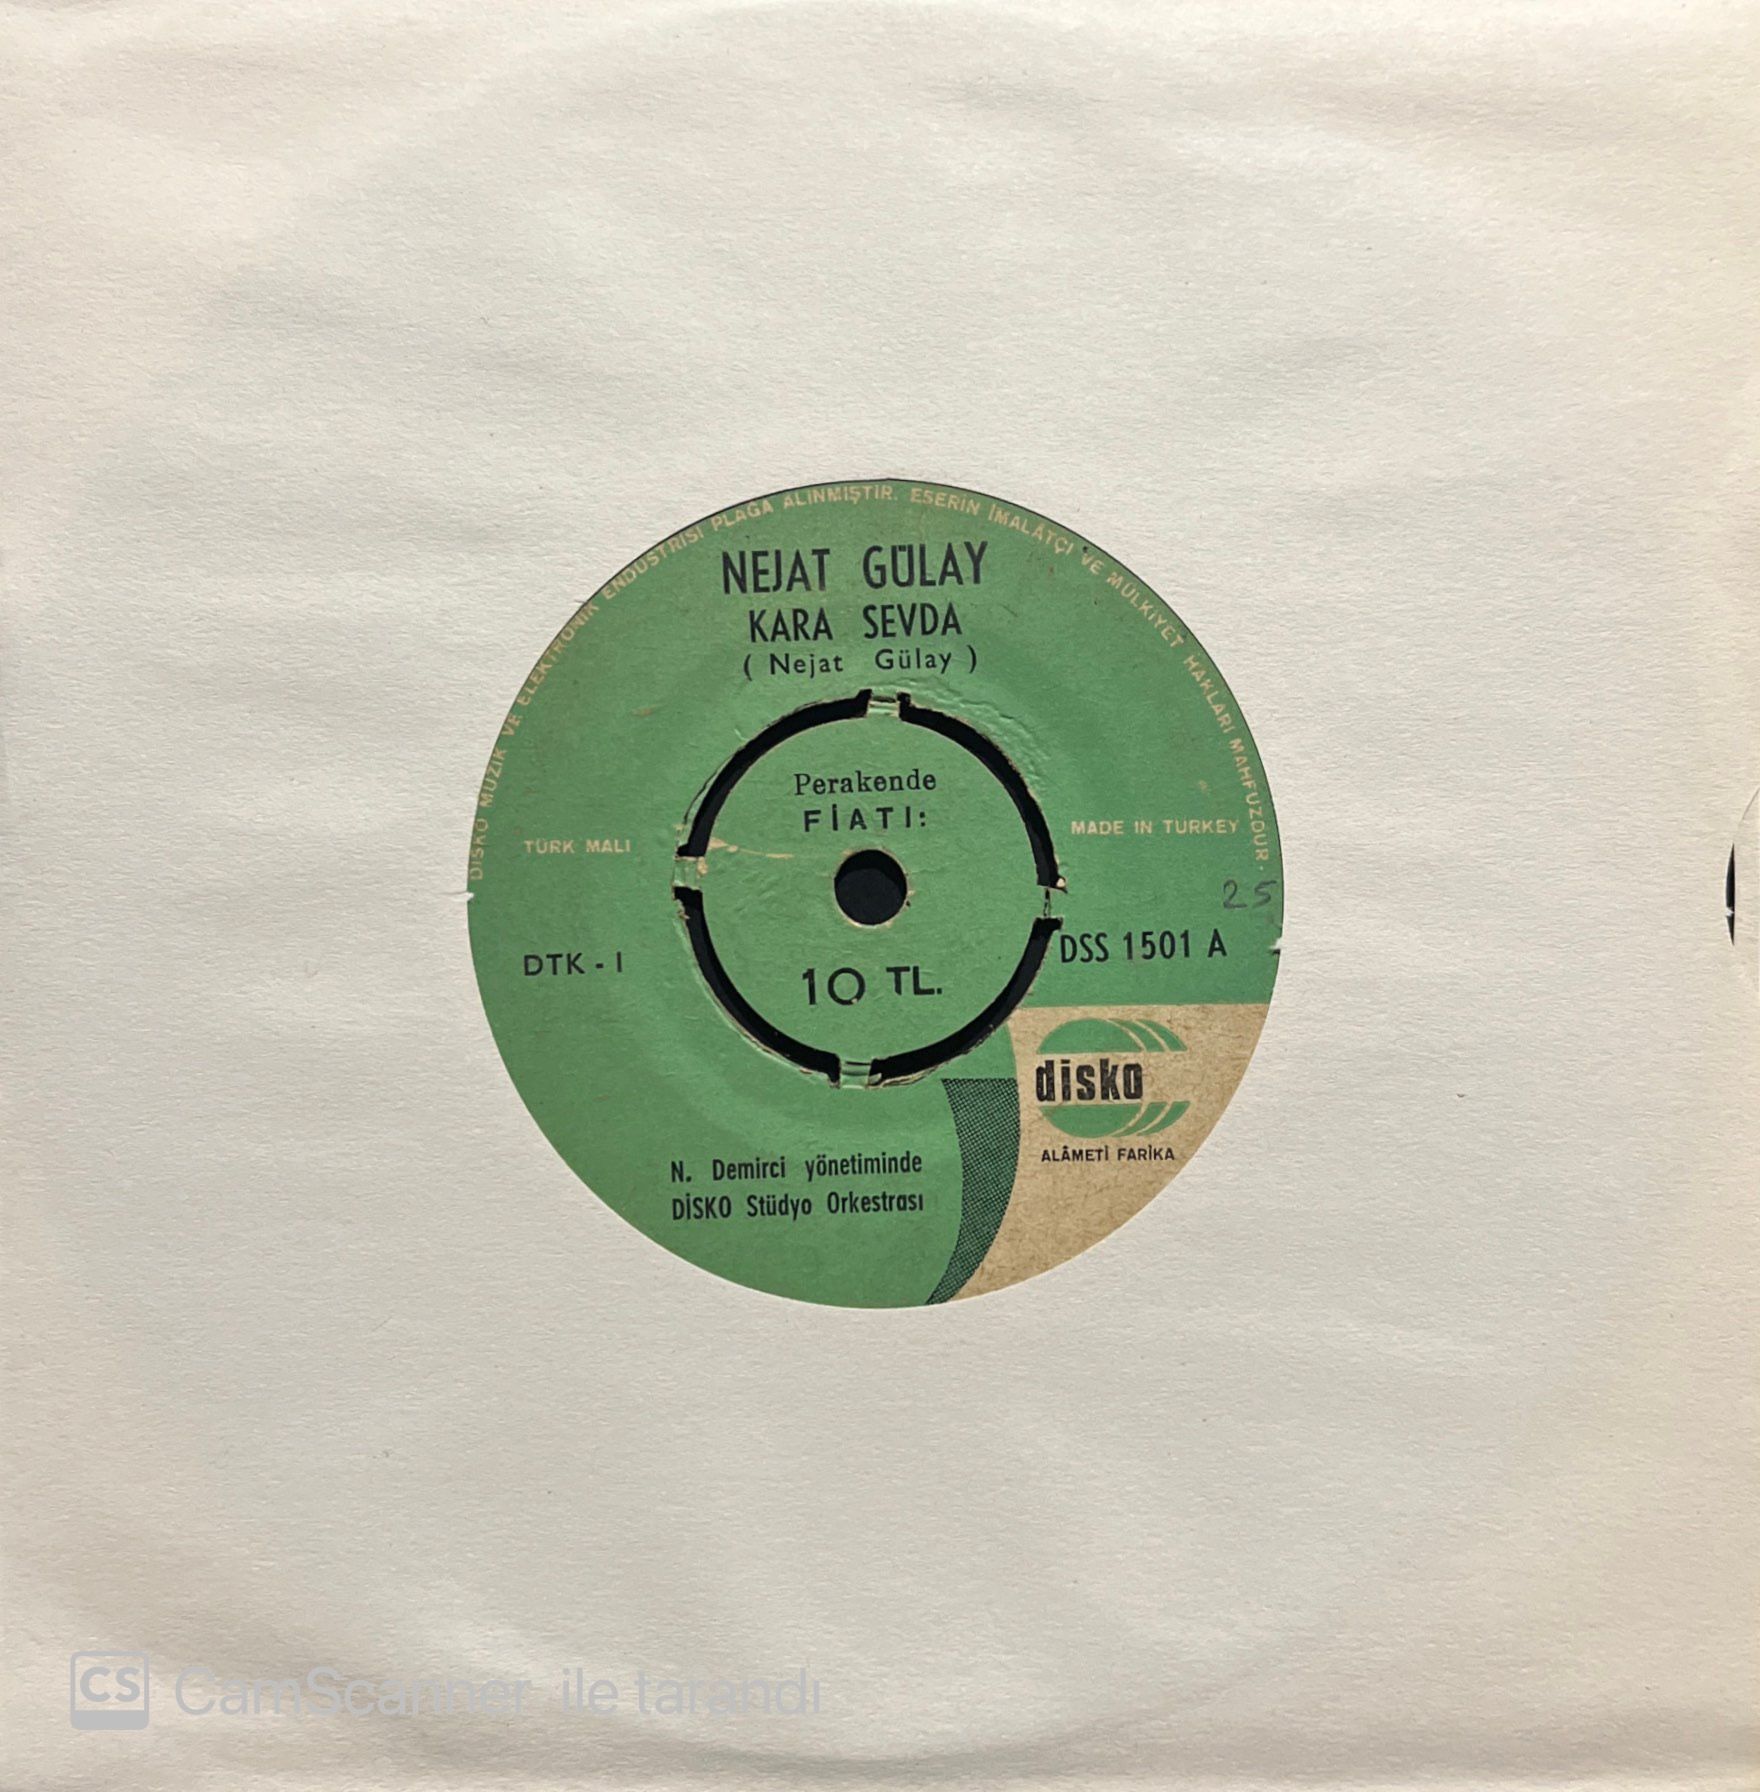 DİSKO MÜZİK VE ELEKTRONİK ENDÜSTRİSİ PLAĞA ALINMIŞTIR. ESERİN İMALÂTÇI VE MÜLKİYET HAKLARI MAHFUZDUR.
NEJAT GÜLAY
KARA SEVDA
( Nejat Gülay )
Perakende
FİATI:
TÜRK MALI
MADE IN TURKEY
25
DTK - I
DSS 1501 A
10 TL.
disko
ALÂMETİ FARİKA
N. Demirci yönetiminde
DİSKO Stüdyo Orkestrası
CS CamScanner ile tarandı